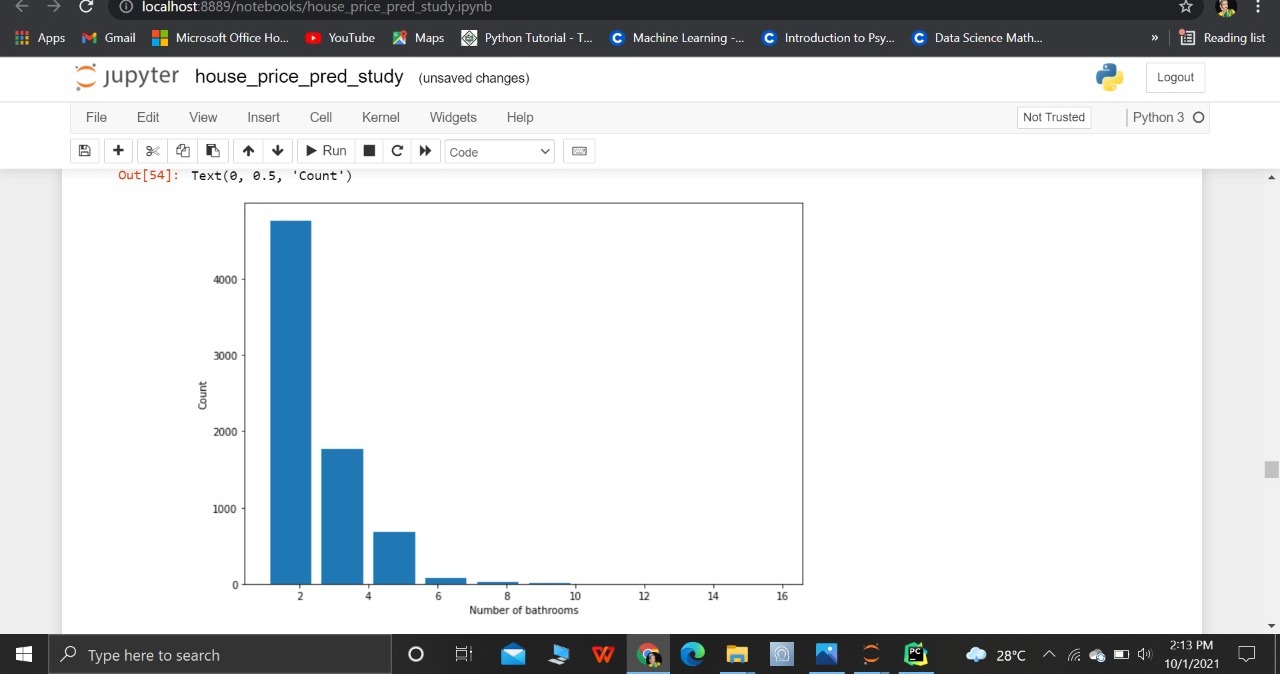 localhost:8889/notebooks/house_price_pred_study.ipynb
Apps Gmail Microsoft Office Ho... YouTube Maps Python Tutorial - T... Machine Learning -... Introduction to Psy... Data Science Math... » Reading list
jupyter house_price_pred_study (unsaved changes) Logout
File Edit View Insert Cell Kernel Widgets Help Not Trusted Python 3
Run Code
Out[54]: Text(0, 0.5, 'Count')
4000
3000
Count
2000
1000
0
2 4 6 8 10 12 14 16
Number of bathrooms
Type here to search
PC
28°C
2:13 PM
10/1/2021